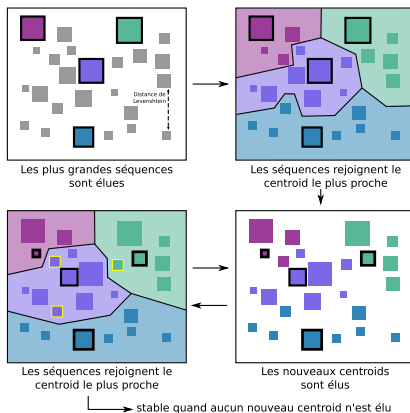 Distance de
Levenshtein
Les plus grandes séquences
sont élues
Les séquences rejoignent le
centroid le plus proche
Les séquences rejoignent le
centroid le plus proche
Les nouveaux centroids
sont élus
stable quand aucun nouveau centroid n'est élu